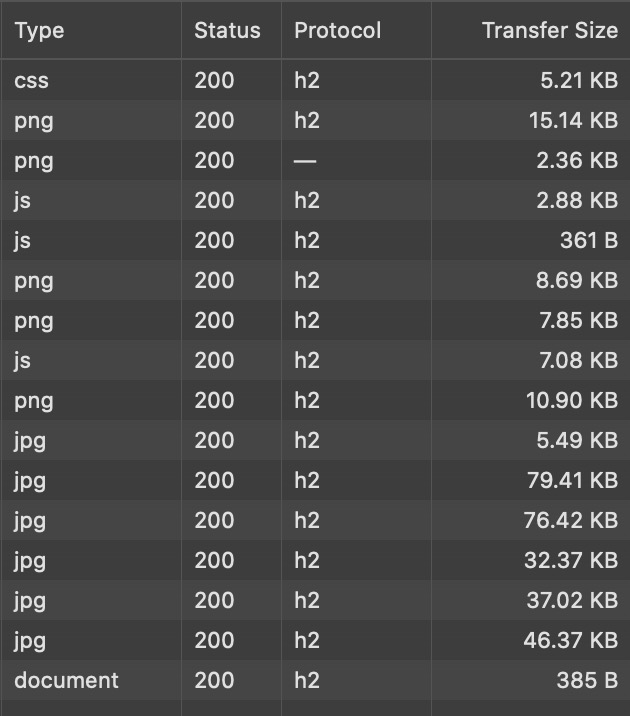 Type Status Protocol Transfer Size
css 200 h2 5.21 KB
png 200 h2 15.14 KB
png 200 — 2.36 KB
js 200 h2 2.88 KB
js 200 h2 361 B
png 200 h2 8.69 KB
png 200 h2 7.85 KB
js 200 h2 7.08 KB
png 200 h2 10.90 KB
jpg 200 h2 5.49 KB
jpg 200 h2 79.41 KB
jpg 200 h2 76.42 KB
jpg 200 h2 32.37 KB
jpg 200 h2 37.02 KB
jpg 200 h2 46.37 KB
document 200 h2 385 B